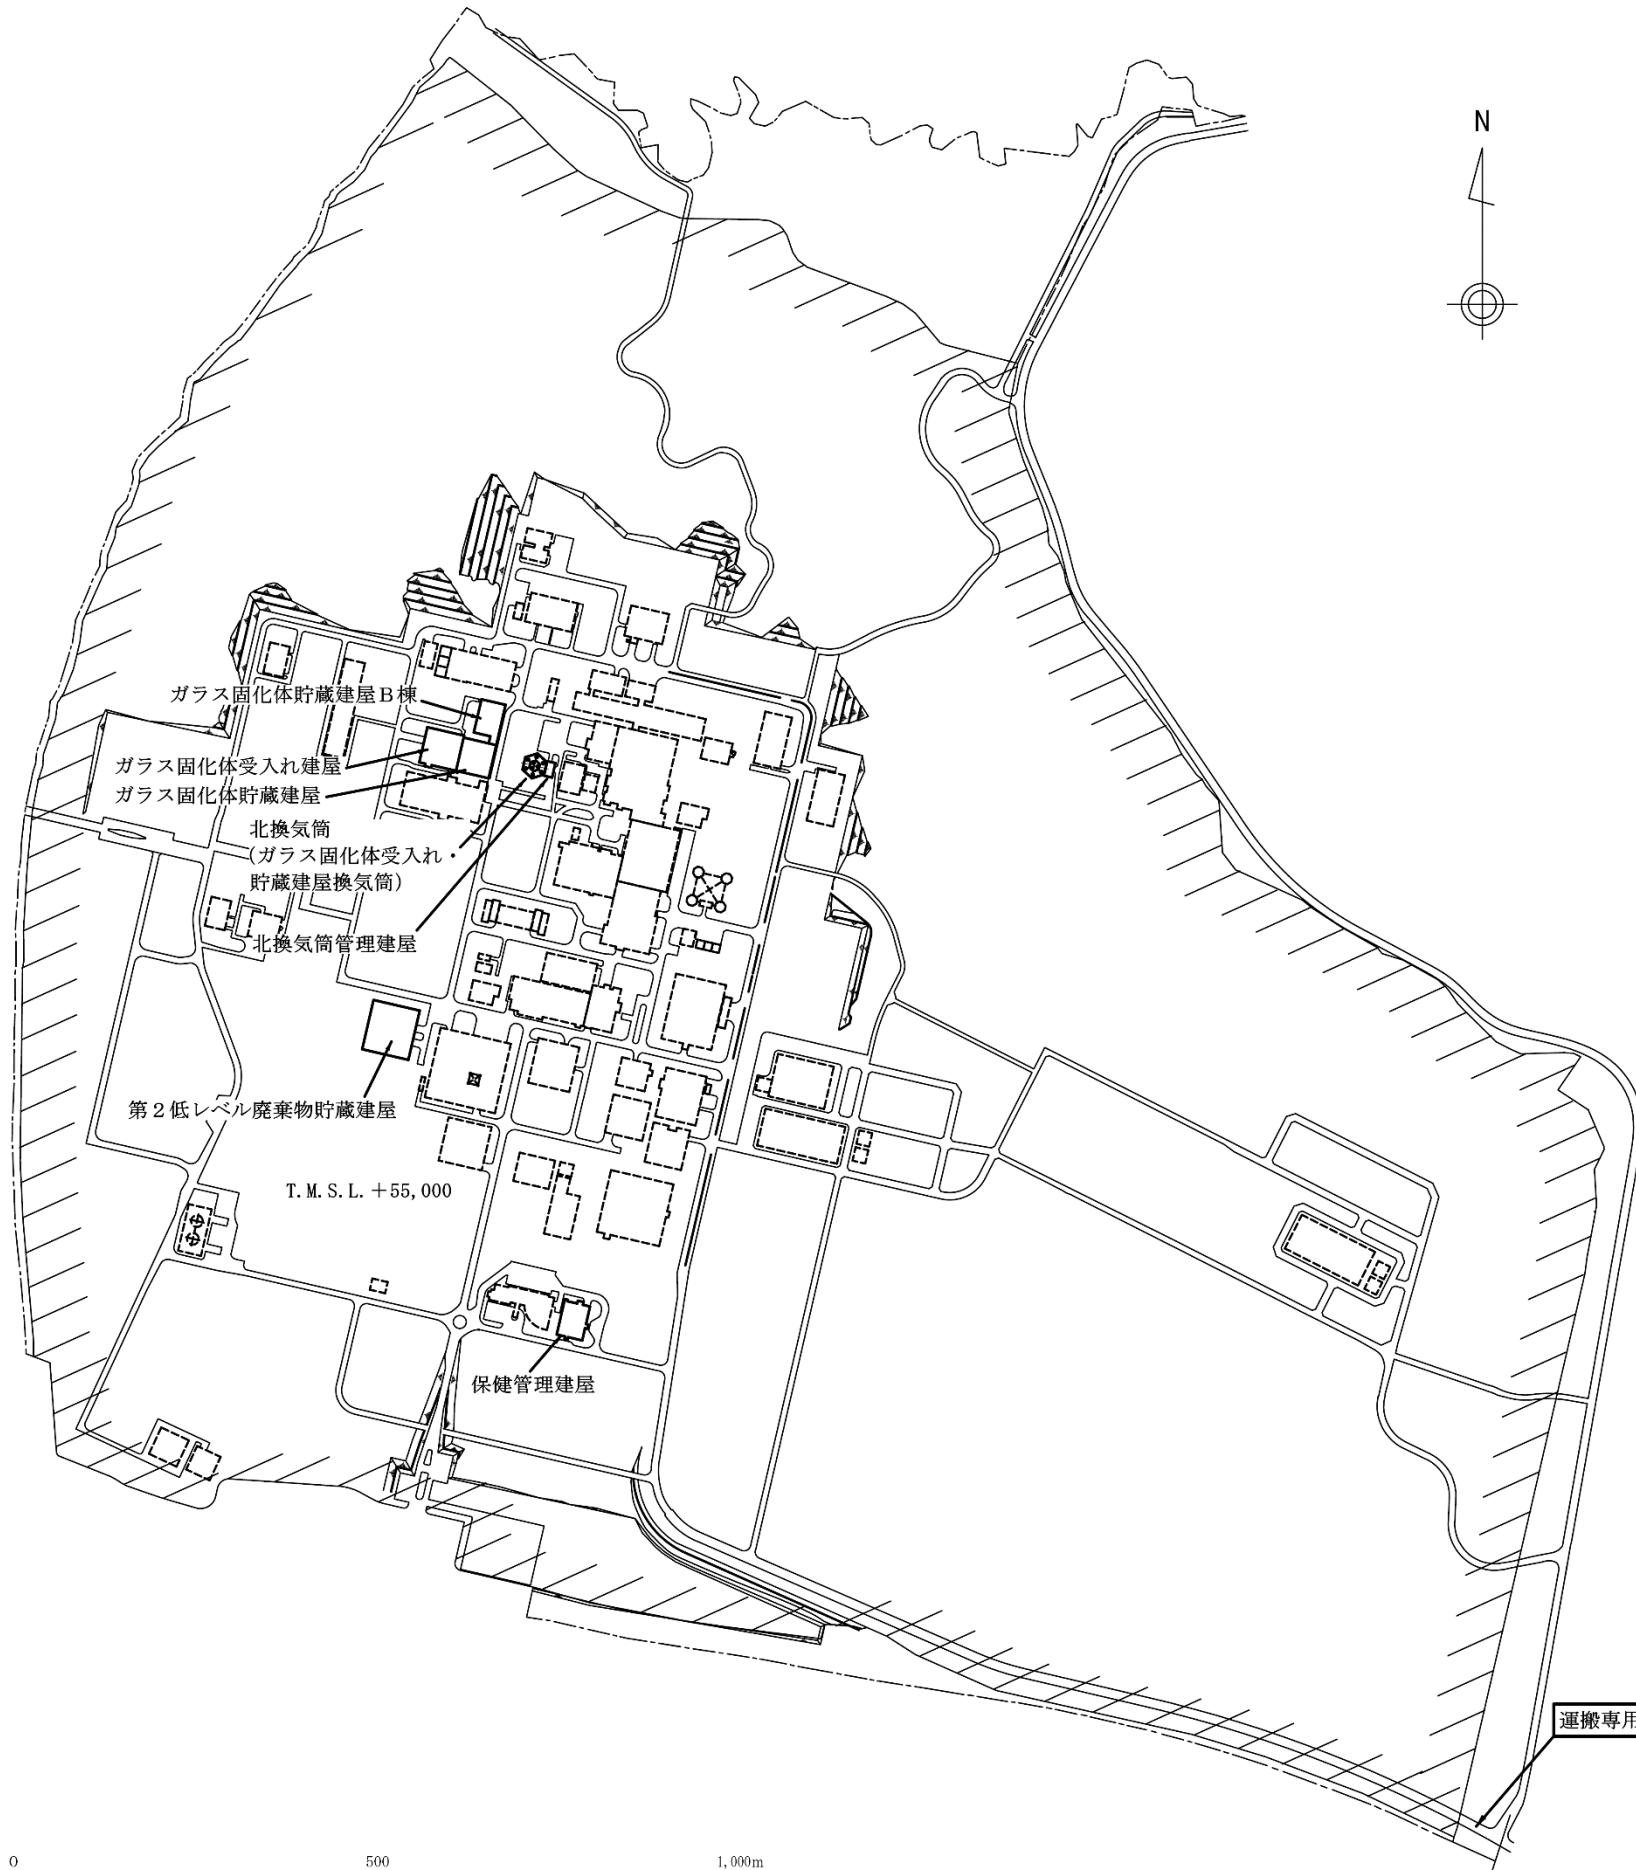 N
ガラス固化体貯蔵建屋B棟
ガラス固化体受入れ建屋
ガラス固化体貯蔵建屋
北換気筒
(ガラス固化体受入れ・
貯蔵建屋換気筒)
北換気筒管理建屋
第2低レベル廃棄物貯蔵建屋
T.M.S.L.+55,000
保健管理建屋
運搬専用
0 500 1,000m